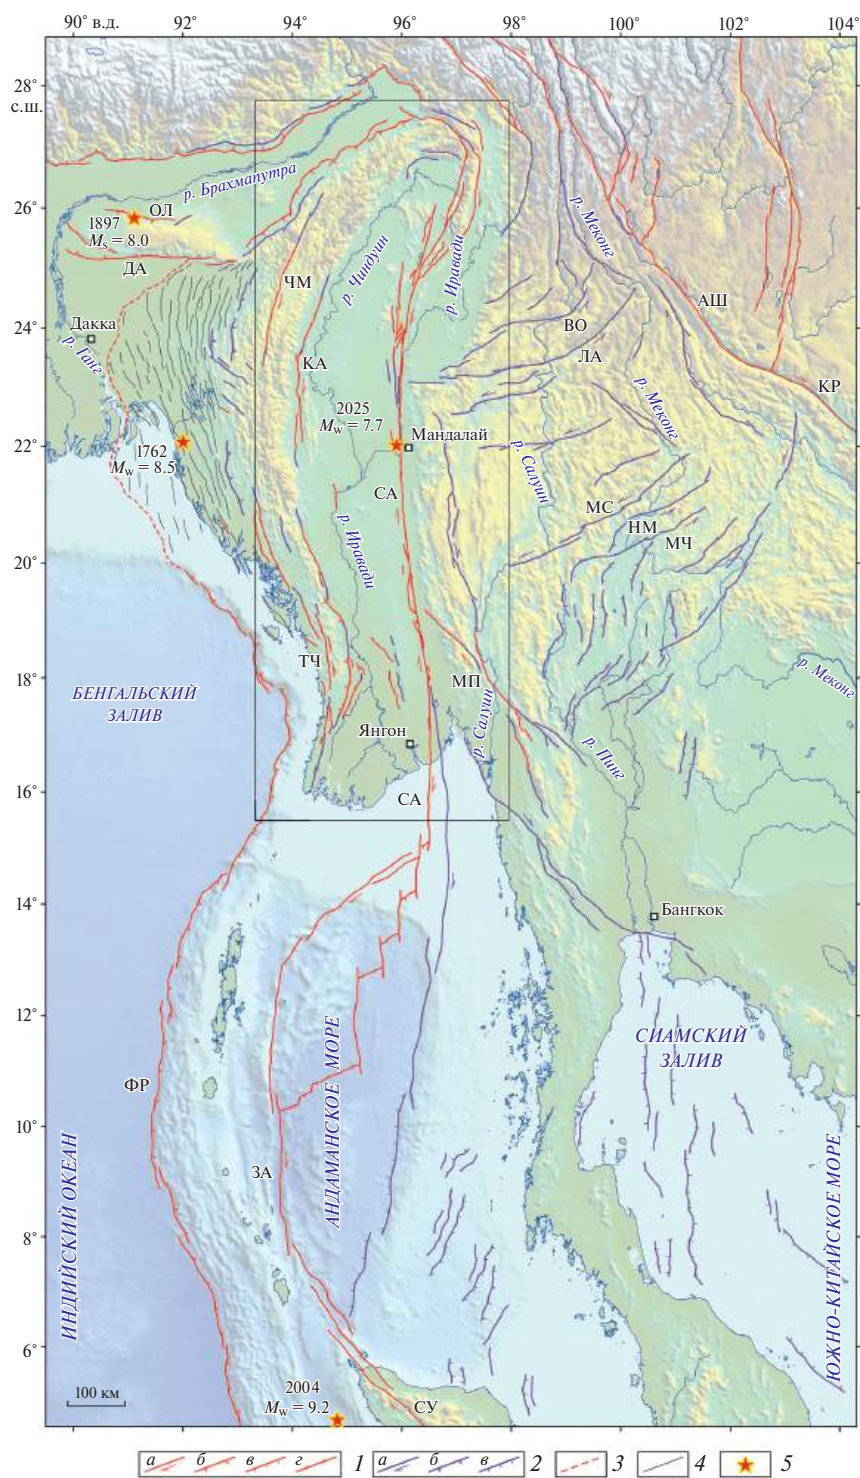 90° в.д.
92°
94°
96°
98°
100°
102°
104°
28°
с.ш.
26°
24°
22°
20°
18°
16°
14°
12°
10°
8°
6°
р. Брахмапутра
ОЛ
1897
Ms = 8.0
ДА
ЧМ
р. Чиндуин
р. Иравади
р. Меконг
АШ
Дакка
р. Ганг
КА
ВО
ЛА
КР
2025
Mw = 7.7
Мандалай
1762
Mw = 8.5
р. Меконг
р. Салуин
СА
МС
НМ
МЧ
р. Иравади
ТЧ
МП
р. Меконг
БЕНГАЛЬСКИЙ
ЗАЛИВ
р. Салуин
Янгон
р. Пинг
СА
Бангкок
АНДАМАНСКОЕ МОРЕ
СИАМСКИЙ
ЗАЛИВ
ФР
ЗА
ИНДИЙСКИЙ ОКЕАН
ЮЖНО-КИТАЙСКОЕ МОРЕ
100 км
2004
Mw = 9.2
СУ
а б в г 1 а б в 2 3 4 5